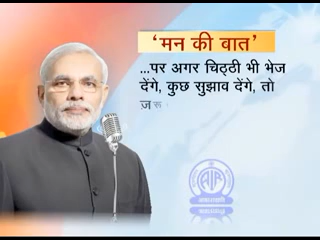 ‘मन की बात’
...पर अगर चिट्ठी भी भेज
देंगे, कुछ सुझाव देंगे, तो
ज़रू